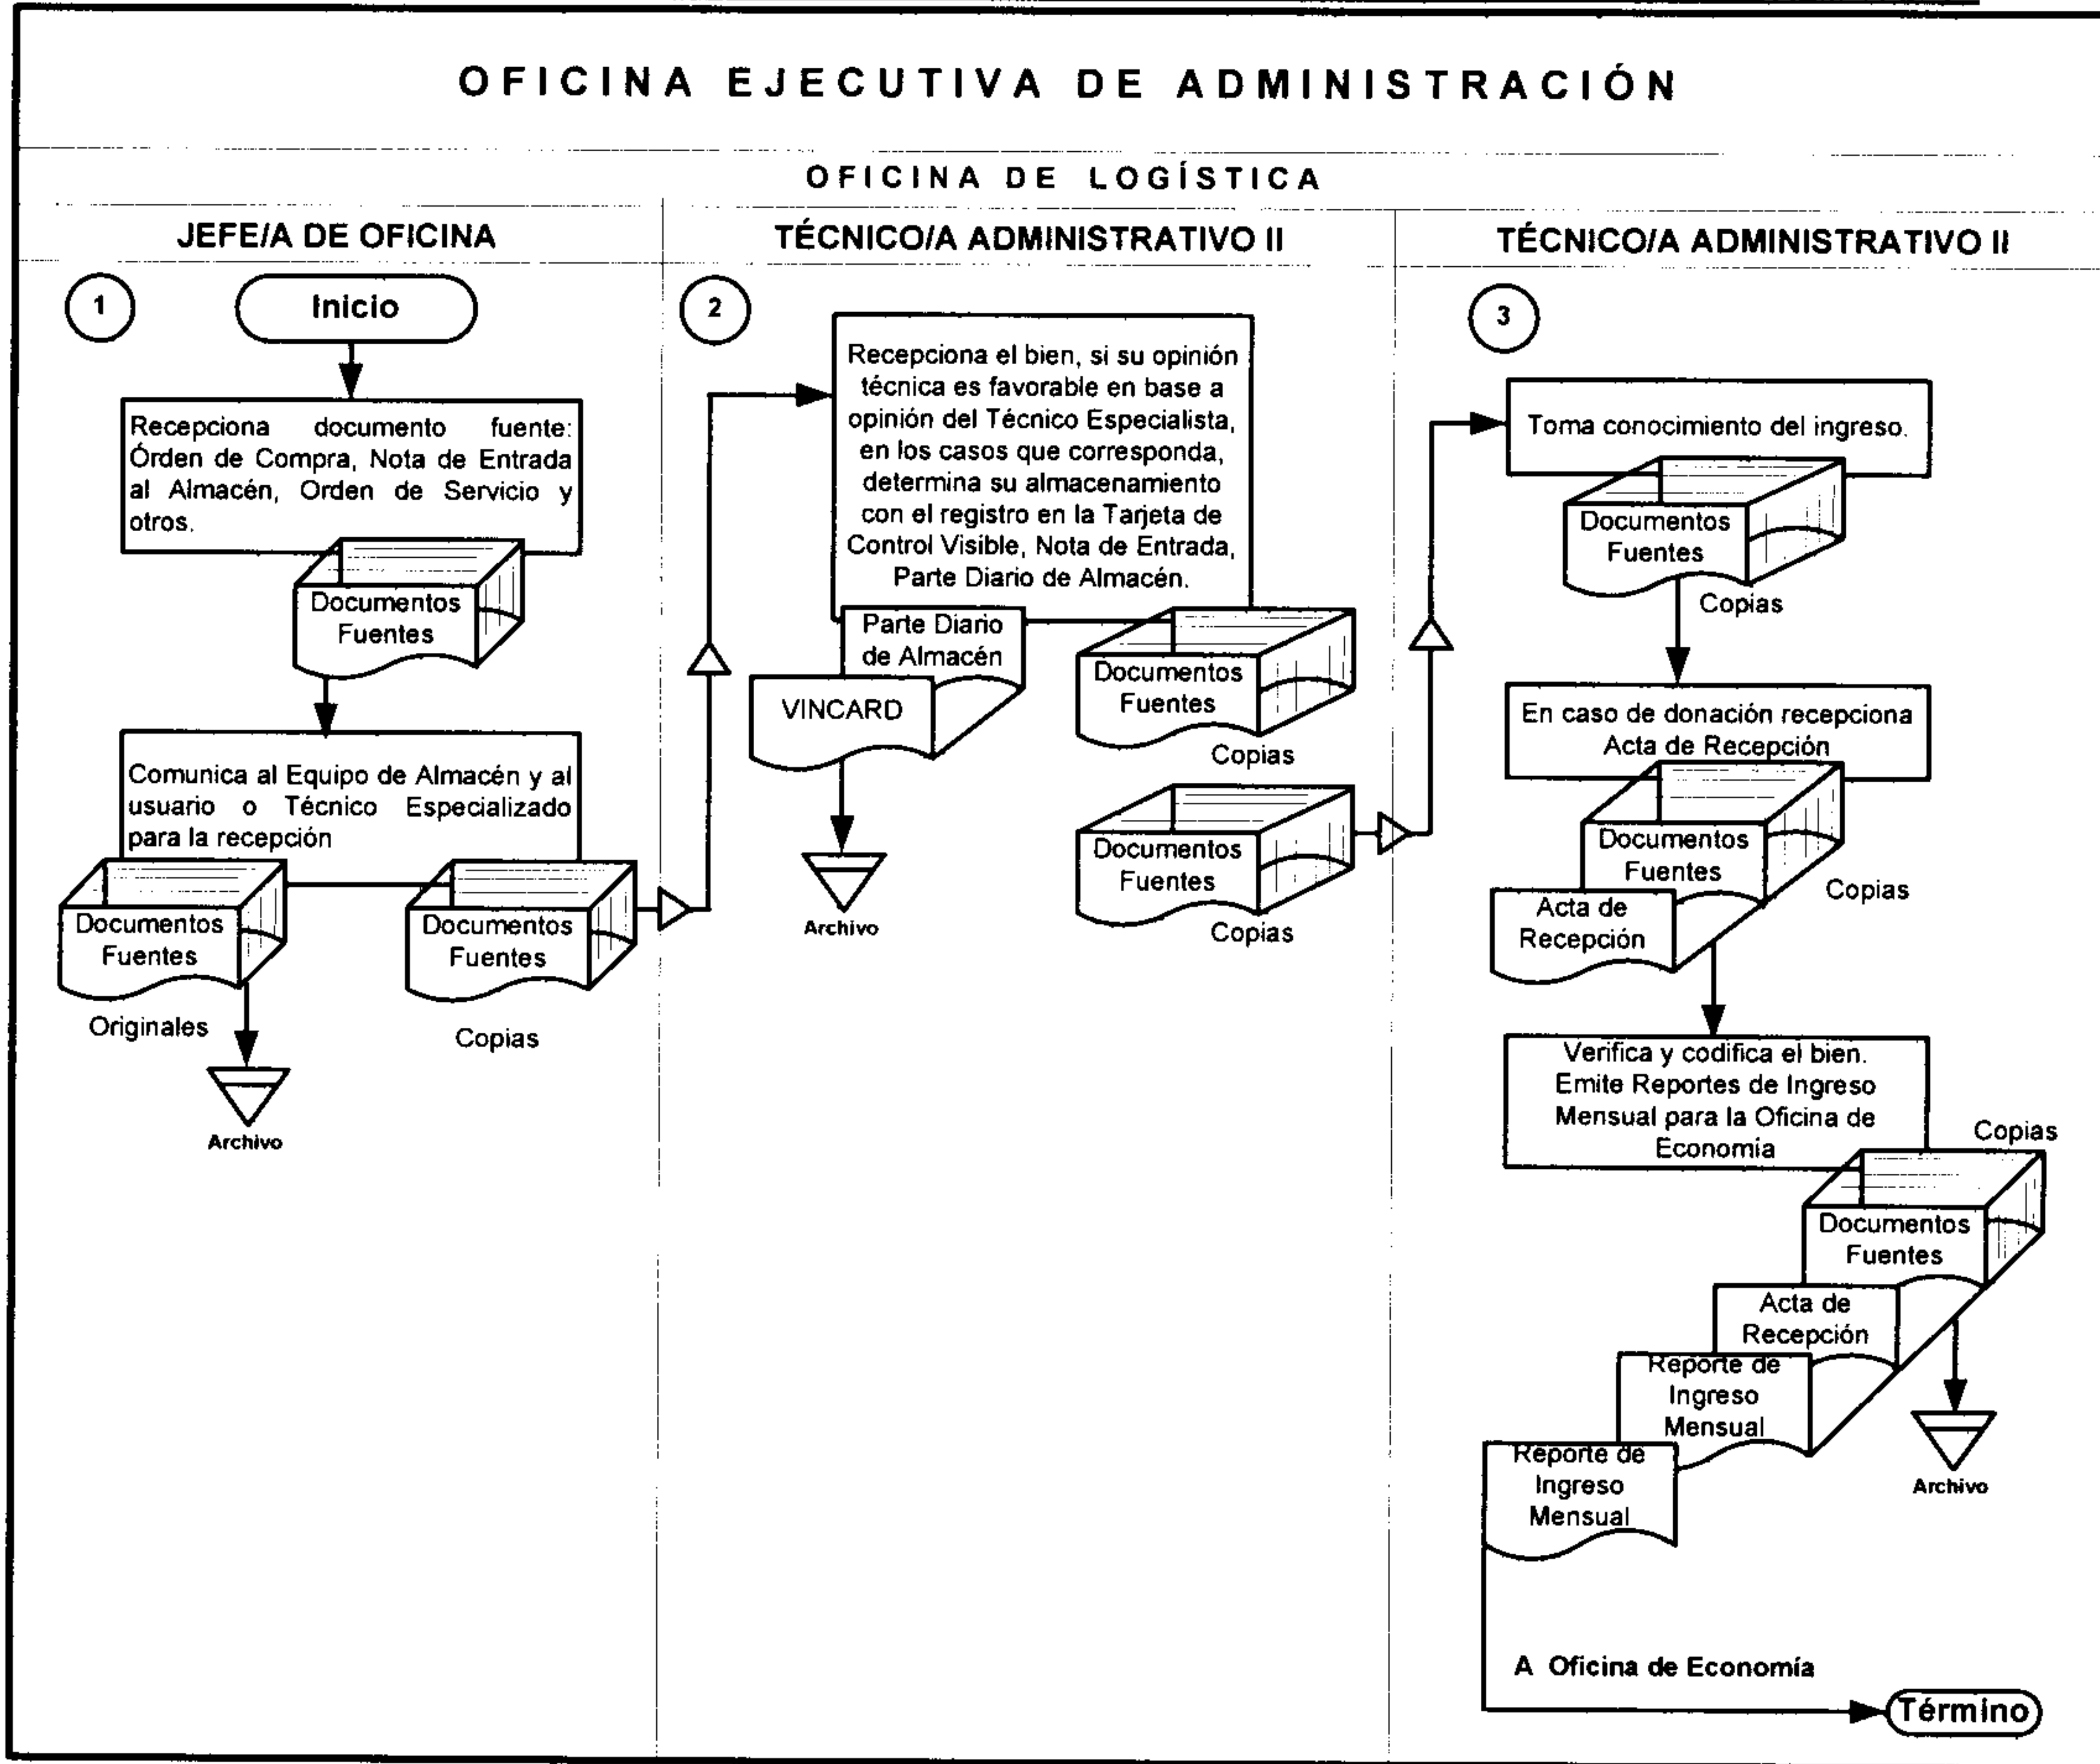 OFICINA EJECUTIVA DE ADMINISTRACIÓN
OFICINA DE LOGÍSTICA
JEFE/A DE OFICINA
1
Inicio
Recepciona documento fuente:
Órden de Compra, Nota de Entrada
al Almacén, Orden de Servicio y
otros.
Documentos
Fuentes
Comunica al Equipo de Almacén y al
usuario o Técnico Especializado
para la recepción
Documentos
Fuentes
Originales
Archivo
Documentos
Fuentes
Copias
TÉCNICO/A ADMINISTRATIVO II
2
Recepciona el bien, si su opinión
técnica es favorable en base a
opinión del Técnico Especialista,
en los casos que corresponda,
determina su almacenamiento
con el registro en la Tarjeta de
Control Visible, Nota de Entrada,
Parte Diario de Almacén.
Parte Diario
de Almacén
VINCARD
Archivo
Documentos
Fuentes
Copias
Documentos
Fuentes
Copias
TÉCNICO/A ADMINISTRATIVO II
3
Toma conocimiento del ingreso.
Documentos
Fuentes
Copias
En caso de donación recepciona
Acta de Recepción
Documentos
Fuentes
Copias
Acta de
Recepción
Verifica y codifica el bien.
Emite Reportes de Ingreso
Mensual para la Oficina de
Economía
Copias
Documentos
Fuentes
Acta de
Recepción
Reporte de
Ingreso
Mensual
Reporte de
Ingreso
Mensual
Archivo
A Oficina de Economía
Término